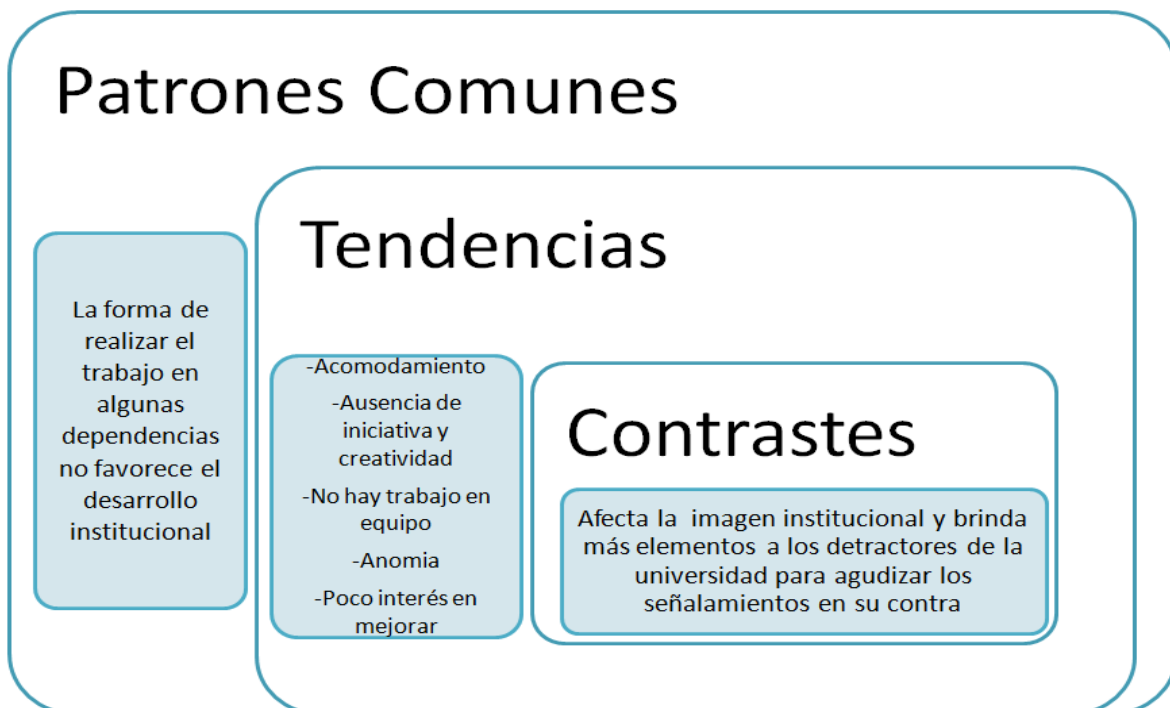 Patrones Comunes
La forma de
realizar el
trabajo en
algunas
dependencias
no favorece el
desarrollo
institucional
Tendencias
-Acomodamiento
-Ausencia de
iniciativa y
creatividad
-No hay trabajo en
equipo
-Anomia
-Poco interés en
mejorar
Contrastes
Afecta la imagen institucional y brinda
más elementos a los detractores de la
universidad para agudizar los
señalamientos en su contra